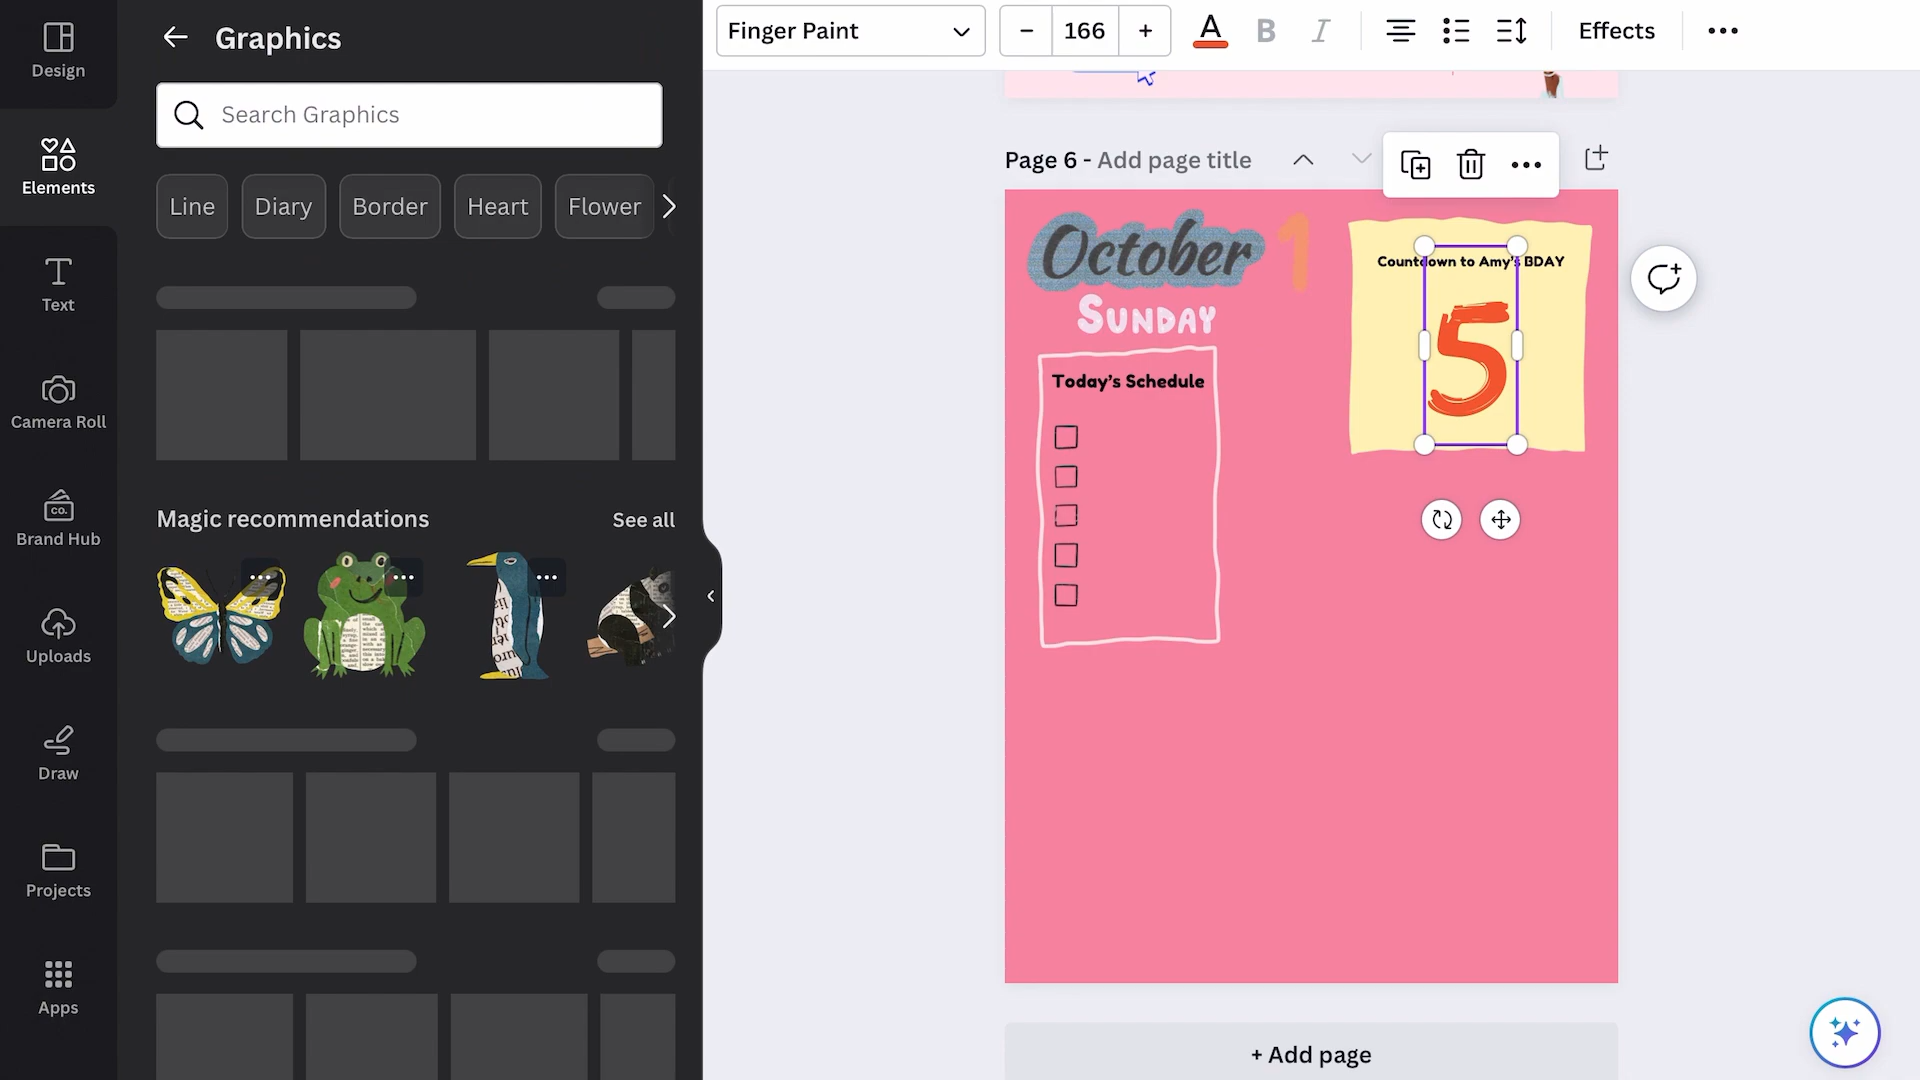 Design
Elements
Text
Camera Roll
co.
Brand Hub
Uploads
Draw
Projects
Apps
Graphics
Search Graphics
Line
Diary
Border
Heart
Flower
Magic recommendations
See all
Finger Paint
166
A
B
I
Effects
Page 6 - Add page title
October 1
Sunday
Today's Schedule
Countdown to Amy's BDAY
5
+ Add page